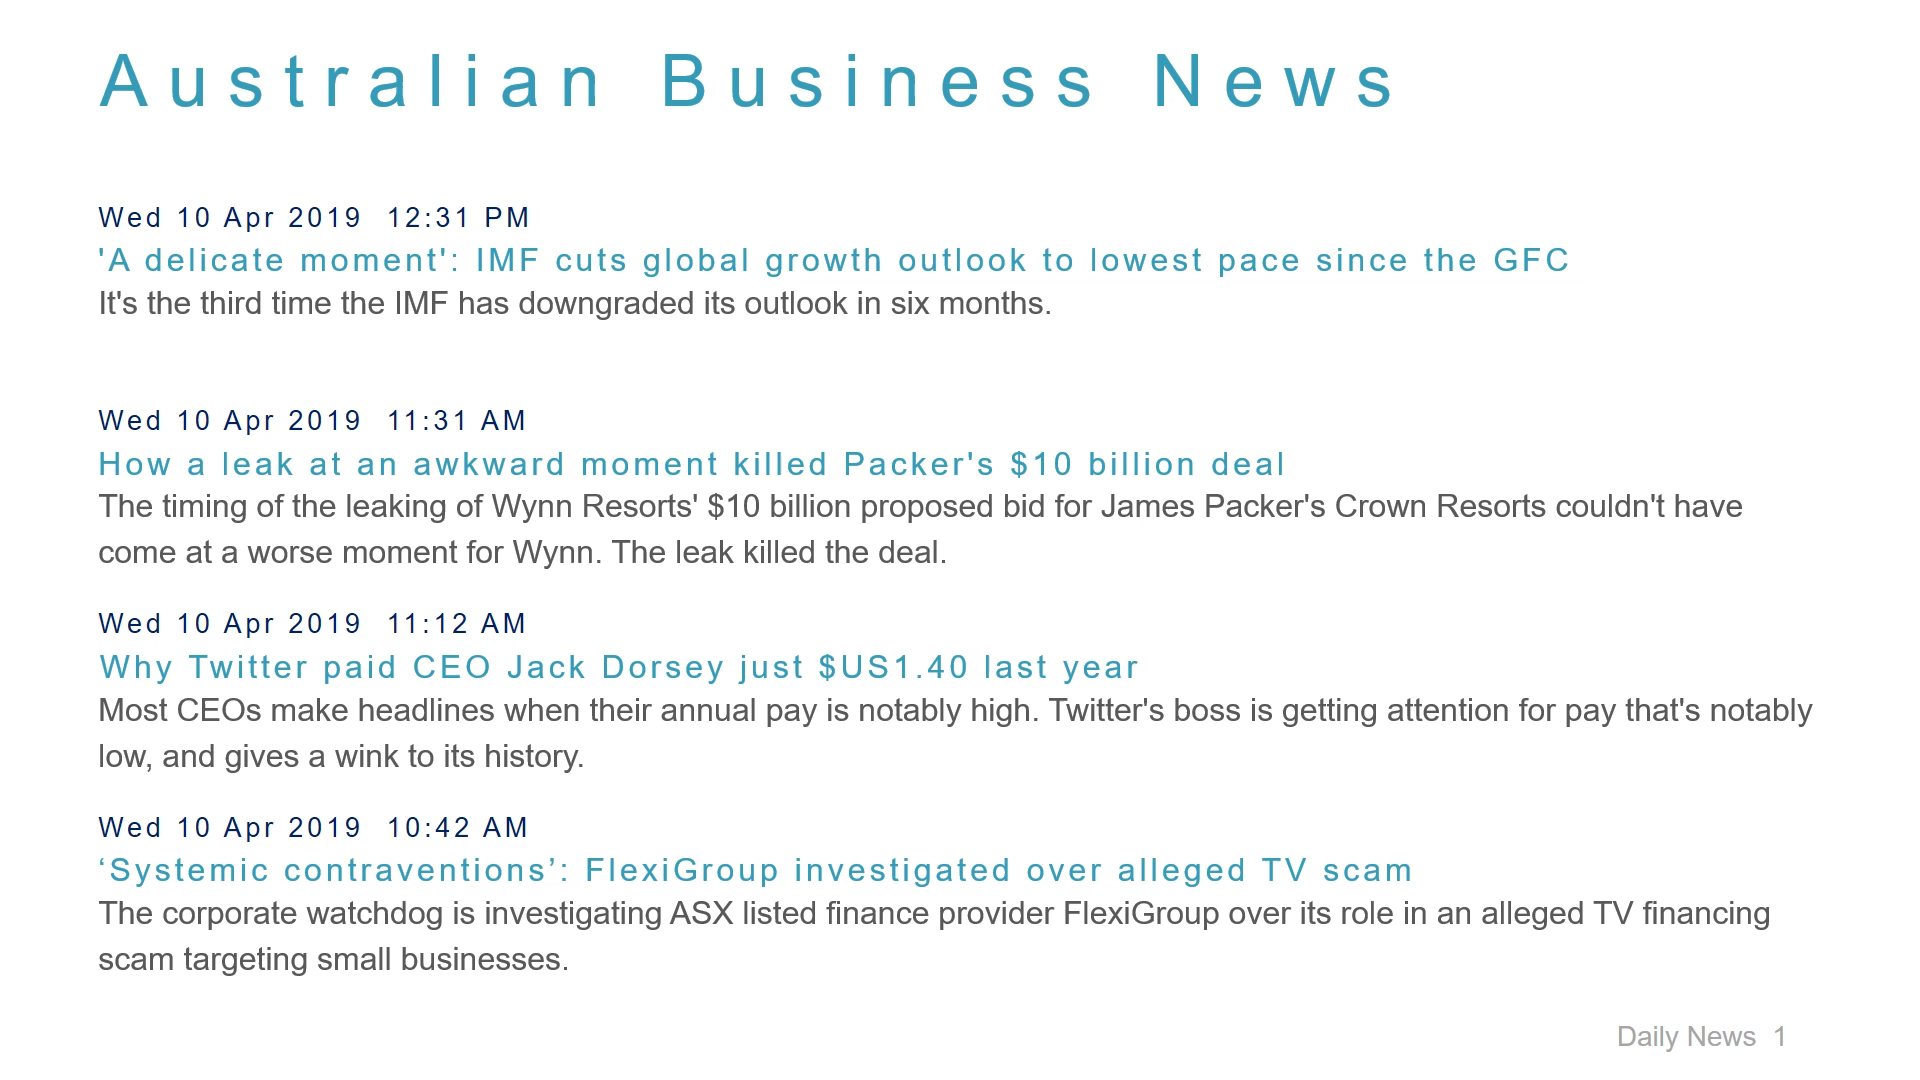 Australian Business News
Wed 10 Apr 2019  12:31 PM
'A delicate moment': IMF cuts global growth outlook to lowest pace since the GFC
It's the third time the IMF has downgraded its outlook in six months.
Wed 10 Apr 2019  11:31 AM
How a leak at an awkward moment killed Packer's $10 billion deal
The timing of the leaking of Wynn Resorts' $10 billion proposed bid for James Packer's Crown Resorts couldn't have
come at a worse moment for Wynn. The leak killed the deal.
Wed 10 Apr 2019  11:12 AM
Why Twitter paid CEO Jack Dorsey just $US1.40 last year
Most CEOs make headlines when their annual pay is notably high. Twitter's boss is getting attention for pay that's notably
low, and gives a wink to its history.
Wed 10 Apr 2019  10:42 AM
‘Systemic contraventions’: FlexiGroup investigated over alleged TV scam
The corporate watchdog is investigating ASX listed finance provider FlexiGroup over its role in an alleged TV financing
scam targeting small businesses.
Daily News  1